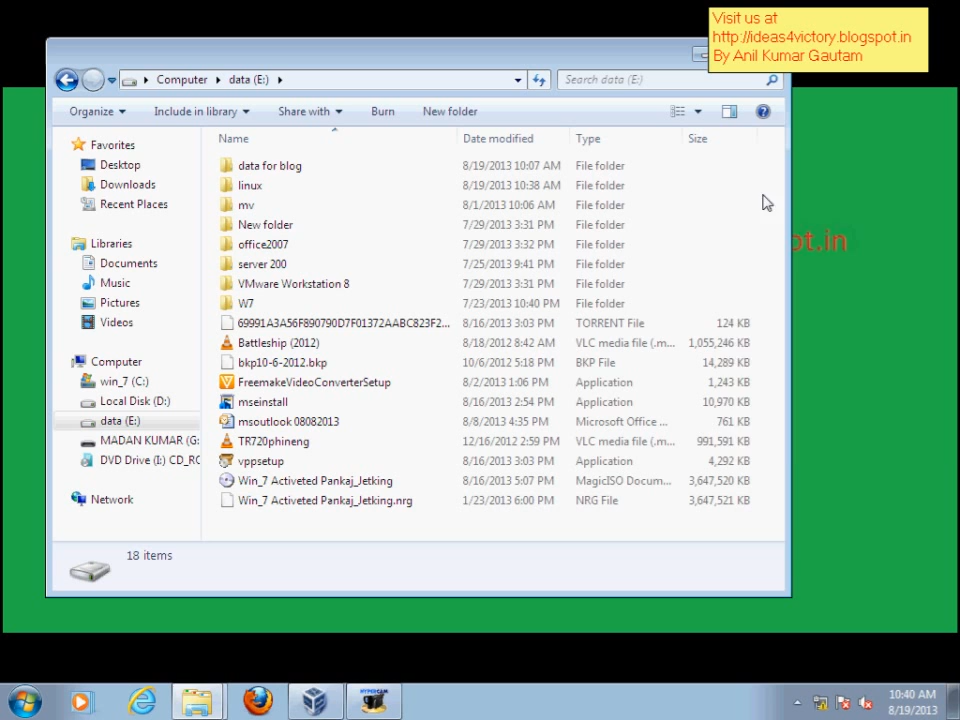 Visit us at
http://ideas4victory.blogspot.in
By Anil Kumar Gautam
Computer data (E:)
Search data (E:)
Organize Include in library Share with Burn New folder
Name Date modified Type Size
Favorites
Desktop
Downloads
Recent Places
Libraries
Documents
Music
Pictures
Videos
Computer
win_7 (C:)
Local Disk (D:)
data (E:)
MADAN KUMAR (G:
DVD Drive (I:) CD_RO
Network
data for blog 8/19/2013 10:07 AM File folder
linux 8/19/2013 10:38 AM File folder
mv 8/1/2013 10:06 AM File folder
New folder 7/29/2013 3:31 PM File folder
office2007 7/29/2013 3:32 PM File folder
server 200 7/25/2013 9:41 PM File folder
VMware Workstation 8 7/29/2013 3:31 PM File folder
W7 7/23/2013 10:40 PM File folder
69991A3A56F890790D7F01372AABC823F2... 8/16/2013 3:03 PM TORRENT File 124 KB
Battleship (2012) 8/18/2012 8:42 AM VLC media file (.m... 1,055,246 KB
bkp10-6-2012.bkp 10/6/2012 5:18 PM BKP File 14,289 KB
FreemakeVideoConverterSetup 8/2/2013 1:06 PM Application 1,243 KB
mseinstall 8/16/2013 2:54 PM Application 10,970 KB
msoutlook 08082013 8/8/2013 4:35 PM Microsoft Office ... 761 KB
TR720phineng 12/16/2012 2:59 PM VLC media file (.m... 991,591 KB
vppsetup 8/16/2013 3:03 PM Application 4,292 KB
Win_7 Activeted Pankaj_Jetking 8/16/2013 5:07 PM MagicISO Docum... 3,647,520 KB
Win_7 Activeted Pankaj_Jetking.nrg 1/23/2013 6:00 PM NRG File 3,647,521 KB
18 items
ot.in
HYPERCAM
10:40 AM
8/19/2013